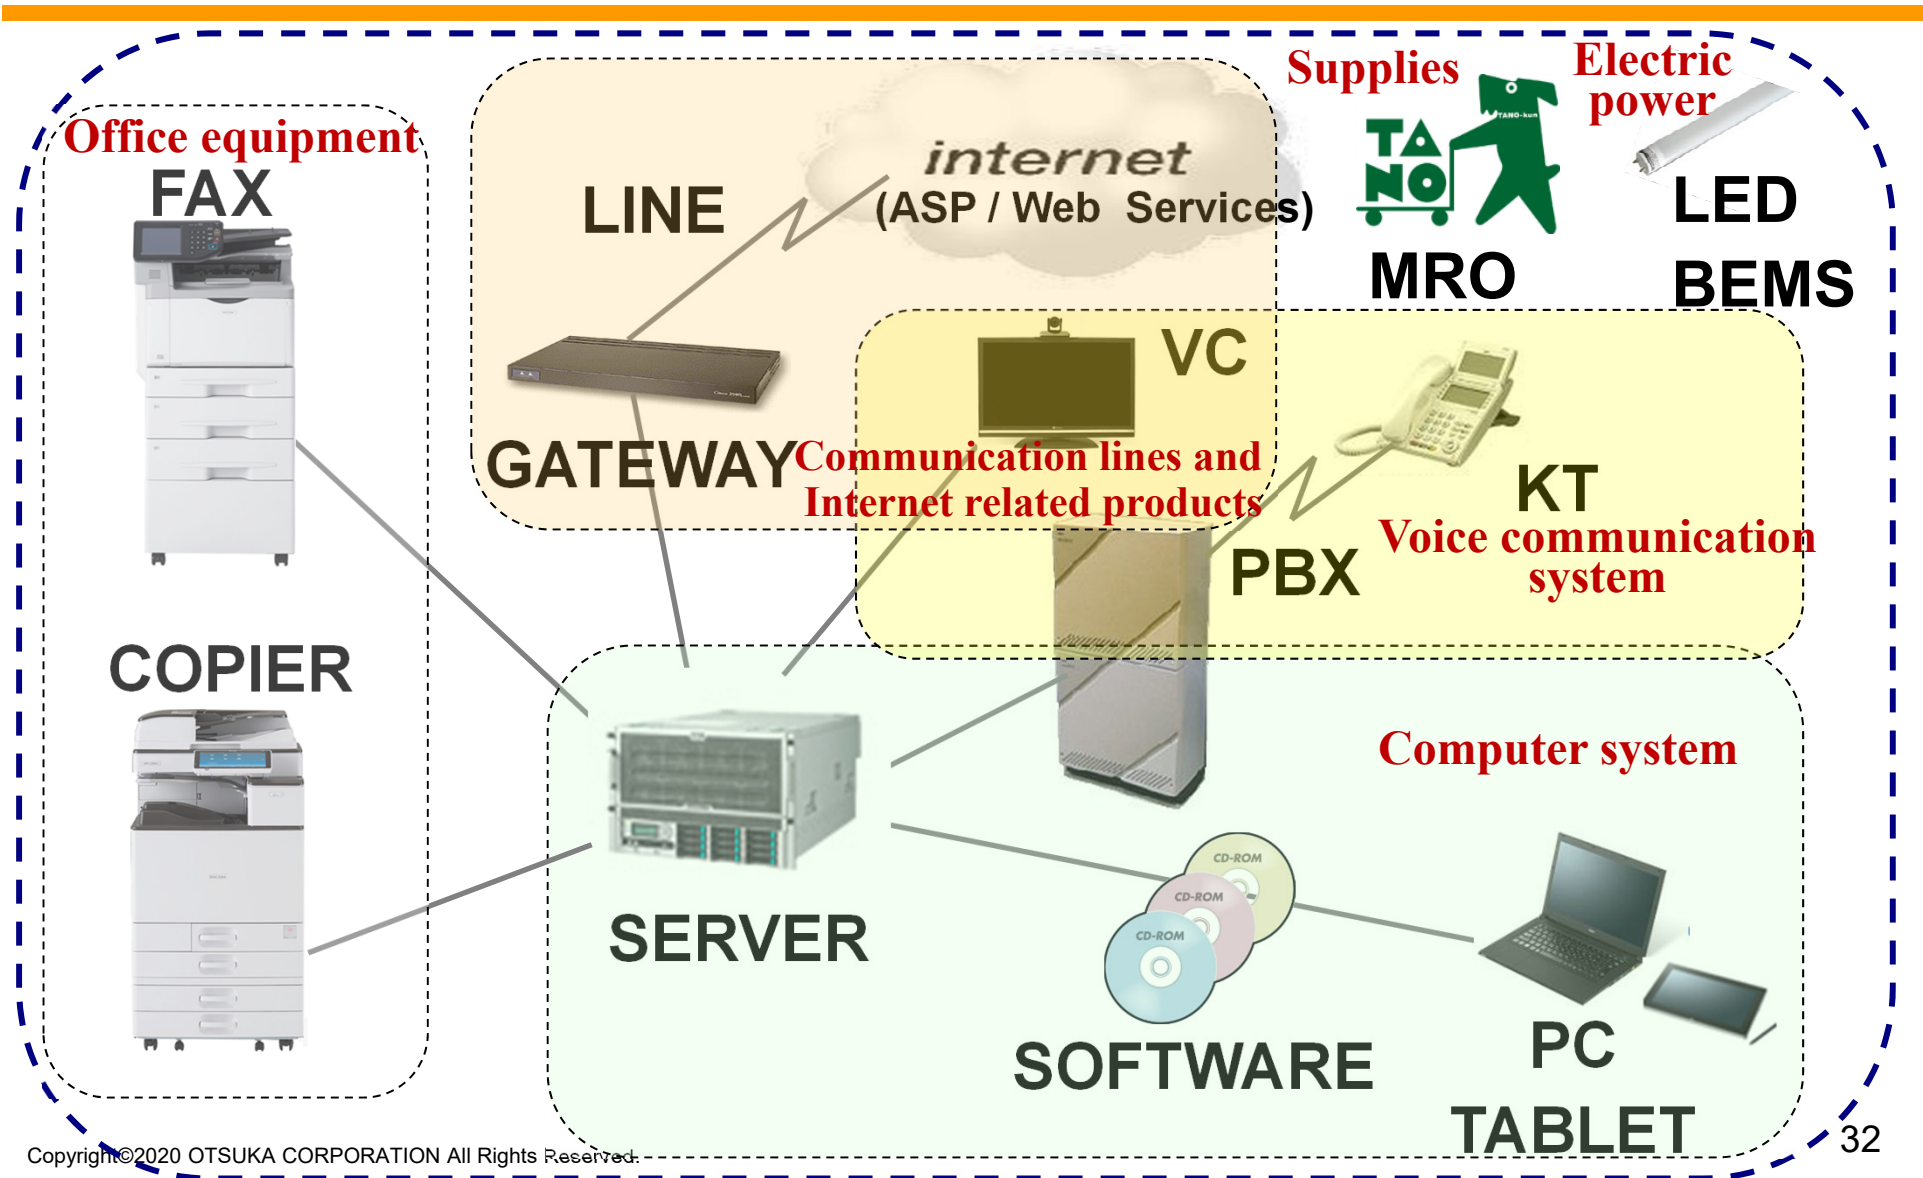 Office equipment
FAX
COPIER
LINE
internet
(ASP / Web Services)
GATEWAY
Communication lines and
Internet related products
Supplies
TANO-kun
TA
NO
MRO
Electric
power
LED
BEMS
VC
KT
PBX
Voice communication
system
Computer system
SERVER
CD-ROM
CD-ROM
CD-ROM
SOFTWARE
PC
TABLET
Copyright©2020 OTSUKA CORPORATION All Rights Reserved.
32